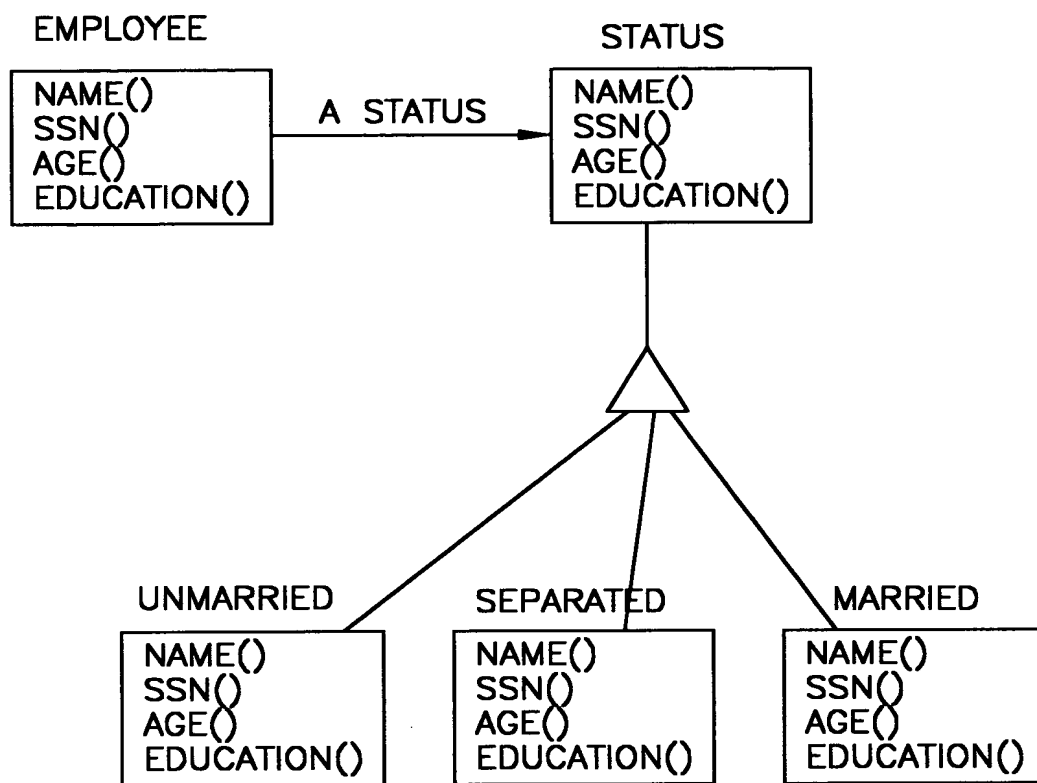 EMPLOYEE
NAME()
SSN()
AGE()
EDUCATION()
A STATUS
STATUS
NAME()
SSN()
AGE()
EDUCATION()
UNMARRIED
NAME()
SSN()
AGE()
EDUCATION()
SEPARATED
NAME()
SSN()
AGE()
EDUCATION()
MARRIED
NAME()
SSN()
AGE()
EDUCATION()